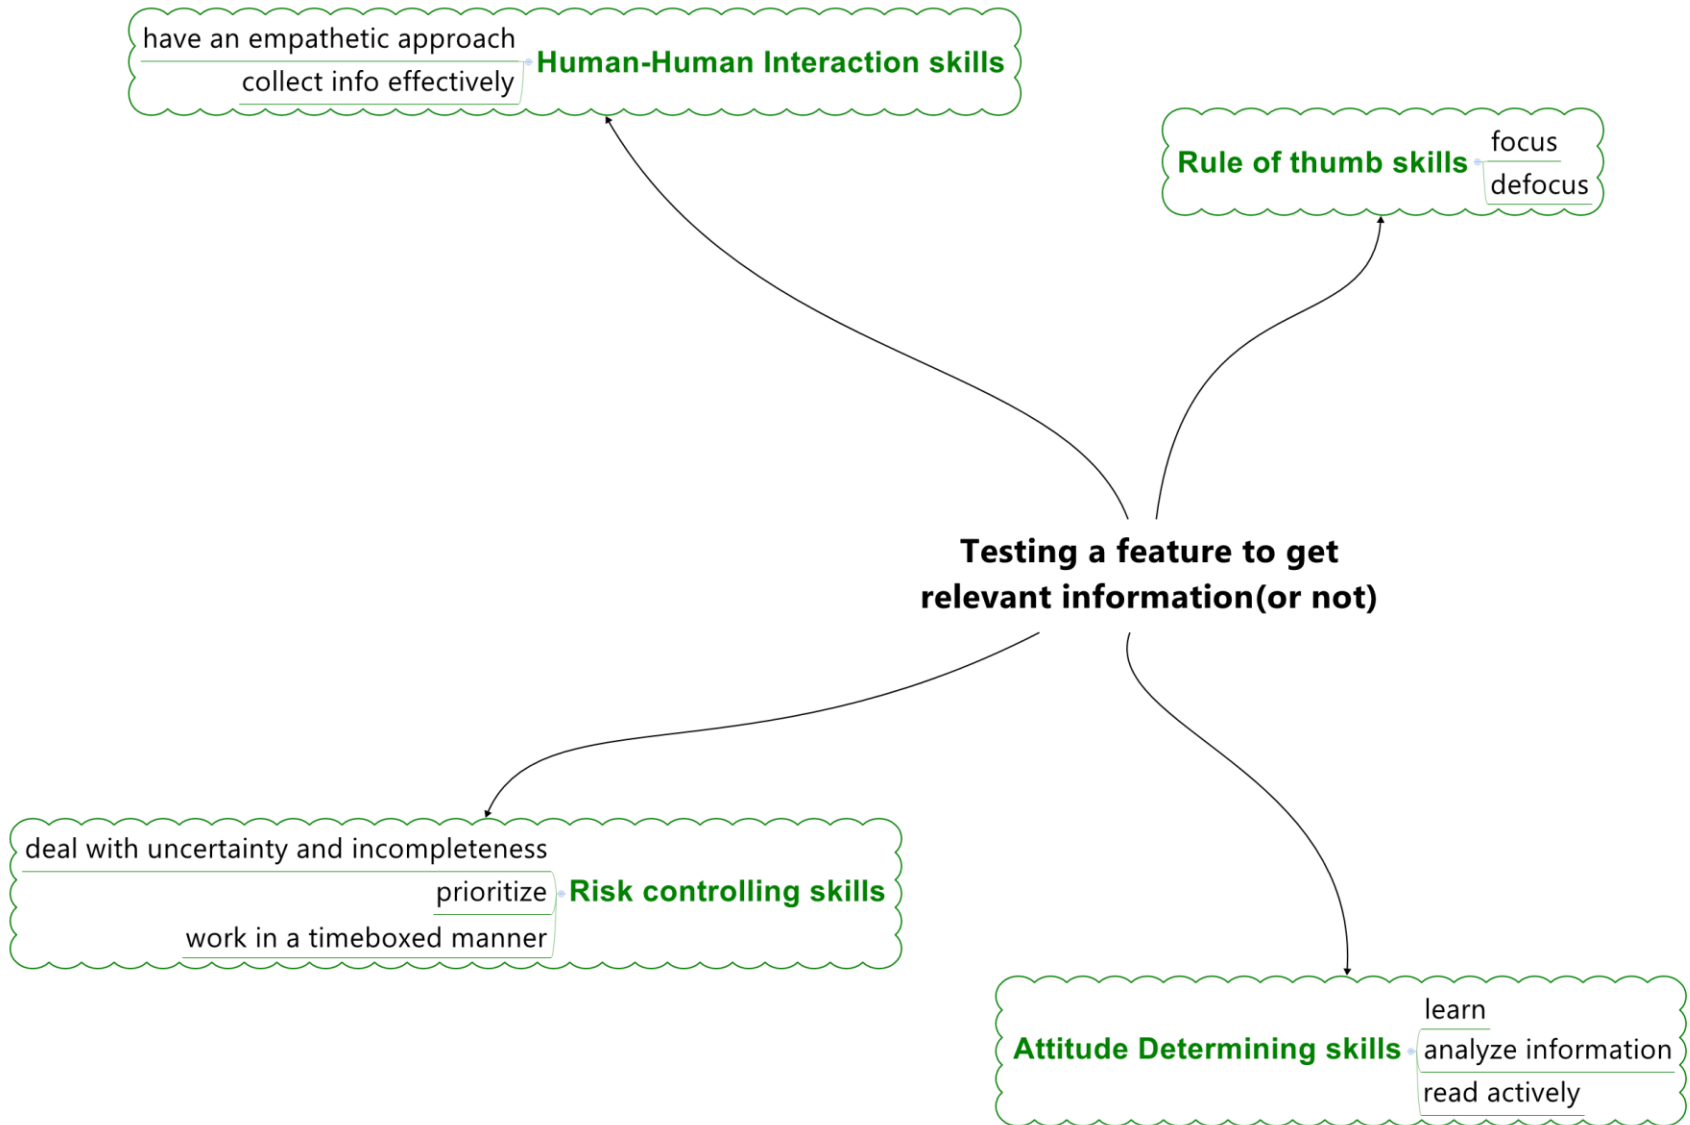 have an empathetic approach
collect info effectively
Human-Human Interaction skills
Rule of thumb skills
focus
defocus
Testing a feature to get
relevant information(or not)
deal with uncertainty and incompleteness
prioritize
work in a timeboxed manner
Risk controlling skills
Attitude Determining skills
learn
analyze information
read actively